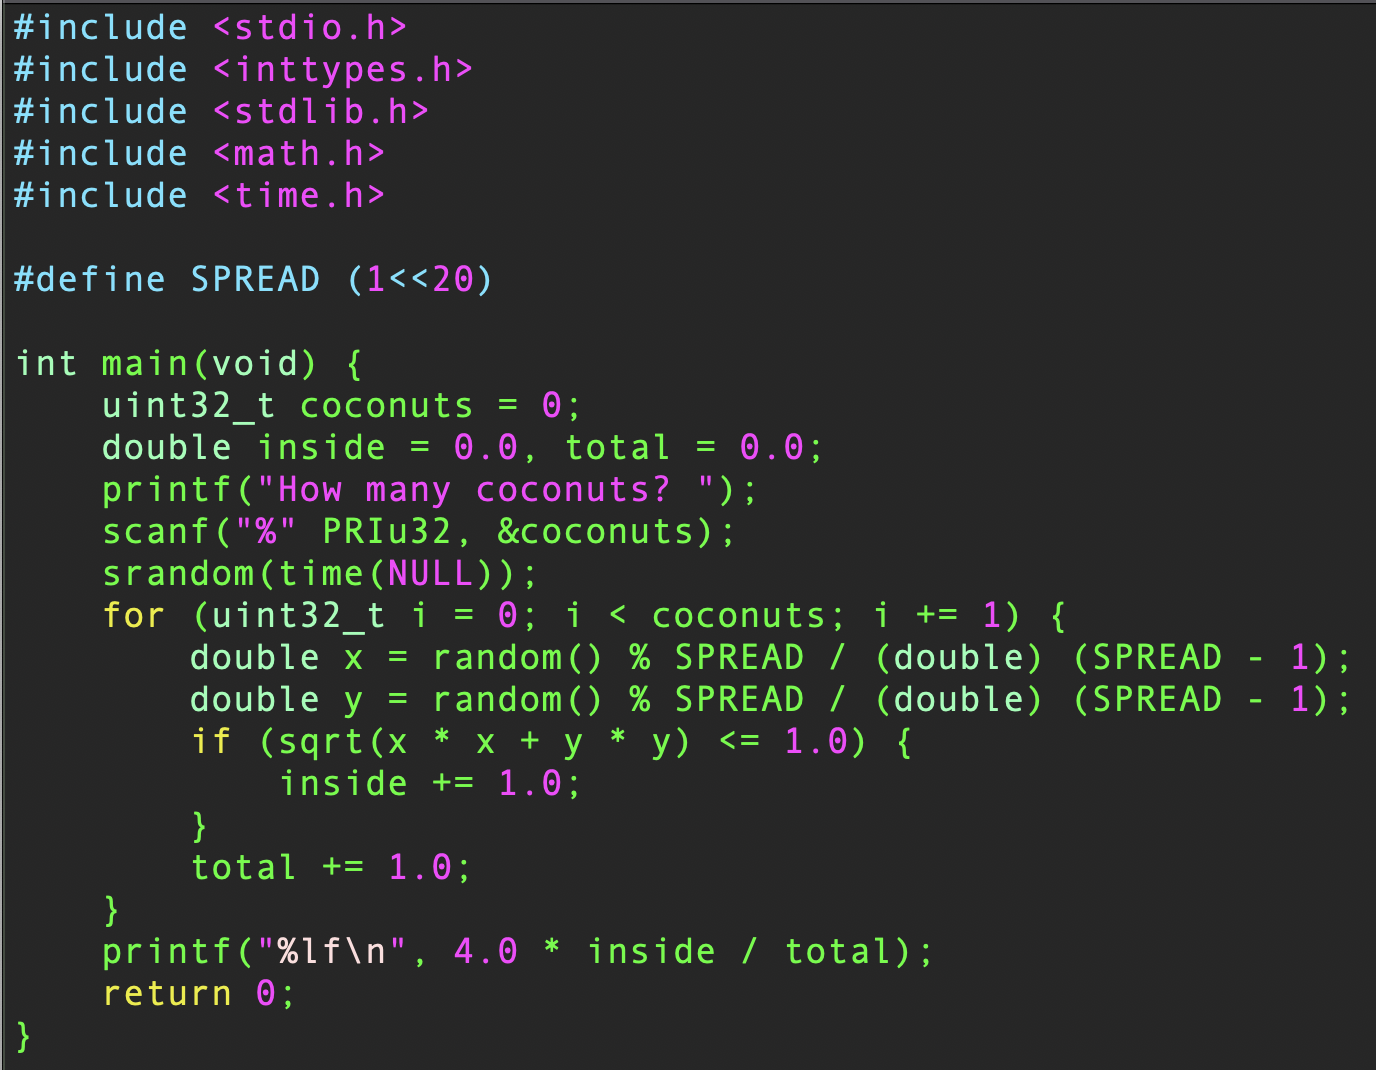 #include <stdio.h>
#include <inttypes.h>
#include <stdlib.h>
#include <math.h>
#include <time.h>

#define SPREAD (1<<20)

int main(void) {
    uint32_t coconuts = 0;
    double inside = 0.0, total = 0.0;
    printf("How many coconuts? ");
    scanf("%" PRIu32, &coconuts);
    srandom(time(NULL));
    for (uint32_t i = 0; i < coconuts; i += 1) {
        double x = random() % SPREAD / (double) (SPREAD - 1);
        double y = random() % SPREAD / (double) (SPREAD - 1);
        if (sqrt(x * x + y * y) <= 1.0) {
            inside += 1.0;
        }
        total += 1.0;
    }
    printf("%lf\n", 4.0 * inside / total);
    return 0;
}